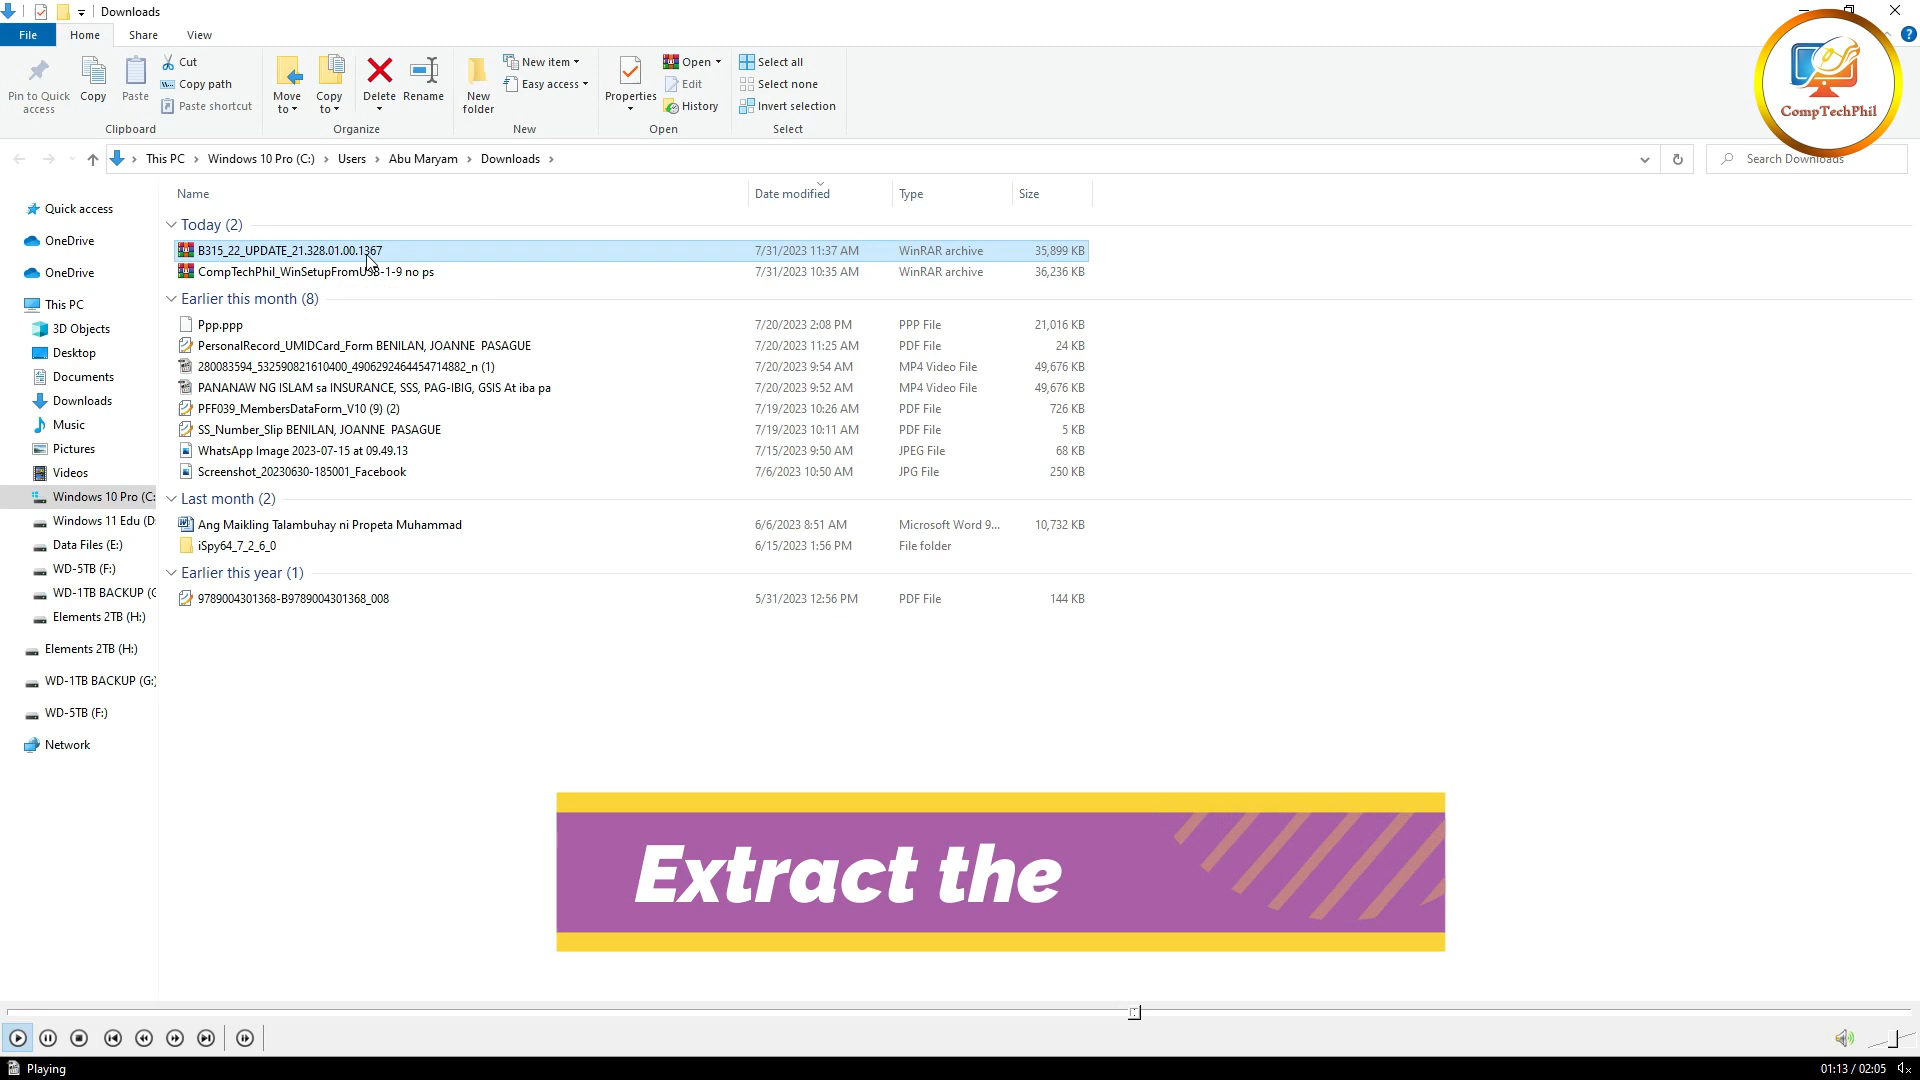 Downloads
File
Home
Share
View
Pin to Quick access
Copy
Paste
Cut
Copy path
Paste shortcut
Clipboard
Move to
Copy to
Delete
Rename
Organize
New folder
New item
Easy access
New
Properties
Open
Edit
History
Open
Select all
Select none
Invert selection
Select
CompTechPhil
?
This PC > Windows 10 Pro (C:) > Users > Abu Maryam > Downloads >
Search Downloads
Name
Date modified
Type
Size
Quick access
OneDrive
OneDrive
This PC
3D Objects
Desktop
Documents
Downloads
Music
Pictures
Videos
Windows 10 Pro (C:
Windows 11 Edu (D:
Data Files (E:)
WD-5TB (F:)
WD-1TB BACKUP (G
Elements 2TB (H:)
Elements 2TB (H:)
WD-1TB BACKUP (G:)
WD-5TB (F:)
Network
Today (2)
B315_22_UPDATE_21.328.01.00.1367 7/31/2023 11:37 AM WinRAR archive 35,899 KB
CompTechPhil_WinSetupFromUSB-1-9 no ps 7/31/2023 10:35 AM WinRAR archive 36,236 KB
Earlier this month (8)
Ppp.ppp 7/20/2023 2:08 PM PPP File 21,016 KB
PersonalRecord_UMIDCard_Form BENILAN, JOANNE PASAGUE 7/20/2023 11:25 AM PDF File 24 KB
280083594_532590821610400_4906292464454714882_n (1) 7/20/2023 9:54 AM MP4 Video File 49,676 KB
PANANAW NG ISLAM sa INSURANCE, SSS, PAG-IBIG, GSIS At iba pa 7/20/2023 9:52 AM MP4 Video File 49,676 KB
PFF039_MembersDataForm_V10 (9) (2) 7/19/2023 10:26 AM PDF File 726 KB
SS_Number_Slip BENILAN, JOANNE PASAGUE 7/19/2023 10:11 AM PDF File 5 KB
WhatsApp Image 2023-07-15 at 09.49.13 7/15/2023 9:50 AM JPEG File 68 KB
Screenshot_20230630-185001_Facebook 7/6/2023 10:50 AM JPG File 250 KB
Last month (2)
Ang Maikling Talambuhay ni Propeta Muhammad 6/6/2023 8:51 AM Microsoft Word 9... 10,732 KB
iSpy64_7_2_6_0 6/15/2023 1:56 PM File folder
Earlier this year (1)
9789004301368-B9789004301368_008 5/31/2023 12:56 PM PDF File 144 KB
Extract the
Playing
01:13 / 02:05